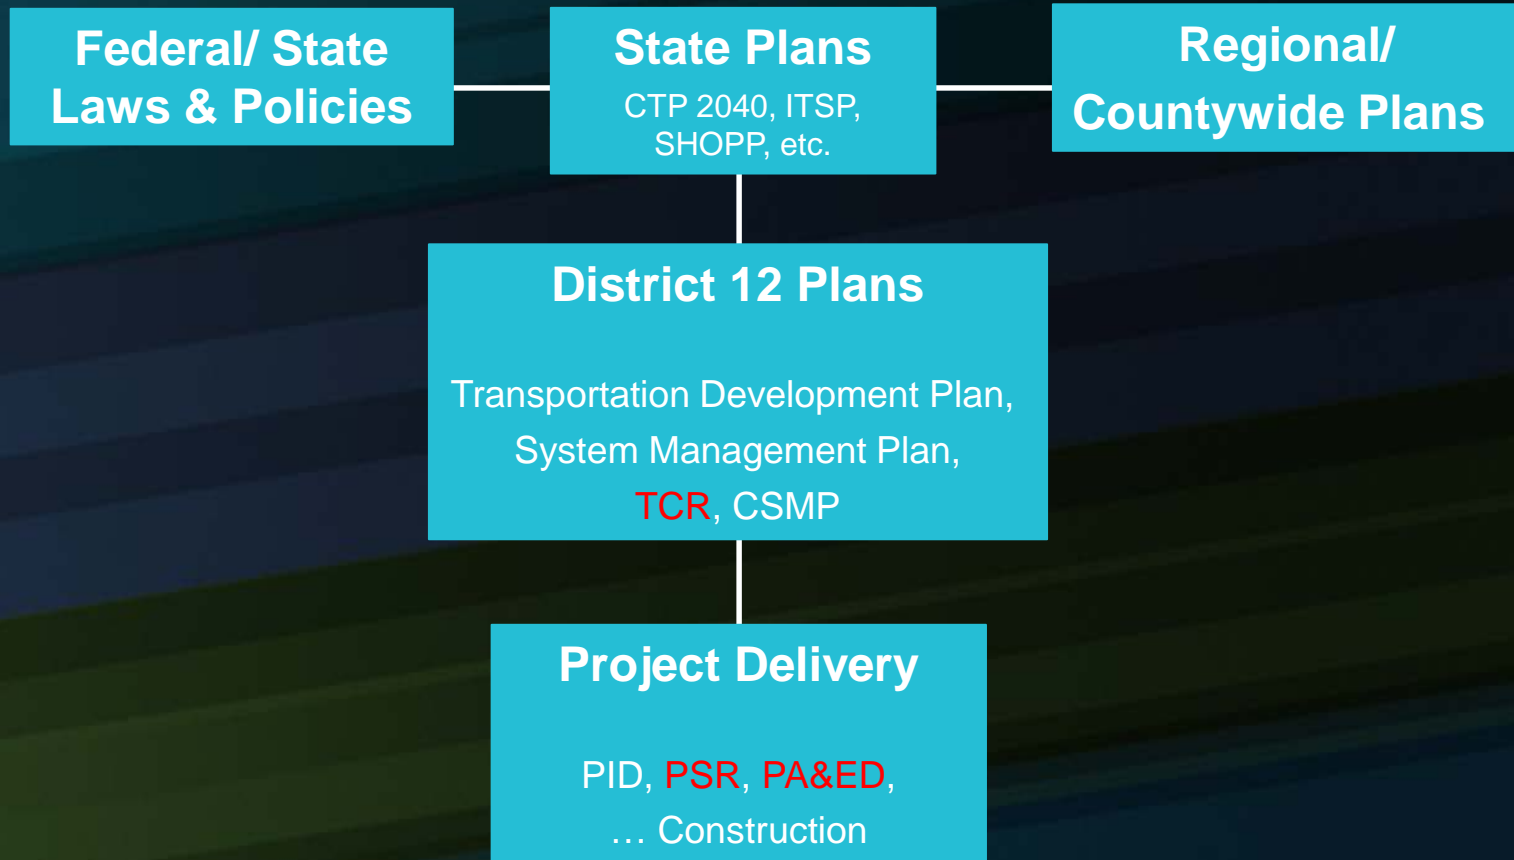 Federal/ State
Laws & Policies
State Plans
CTP 2040, ITSP,
SHOPP, etc.
Regional/
Countywide Plans
District 12 Plans
Transportation Development Plan,
System Management Plan,
TCR, CSMP
Project Delivery
PID, PSR, PA&ED,
… Construction